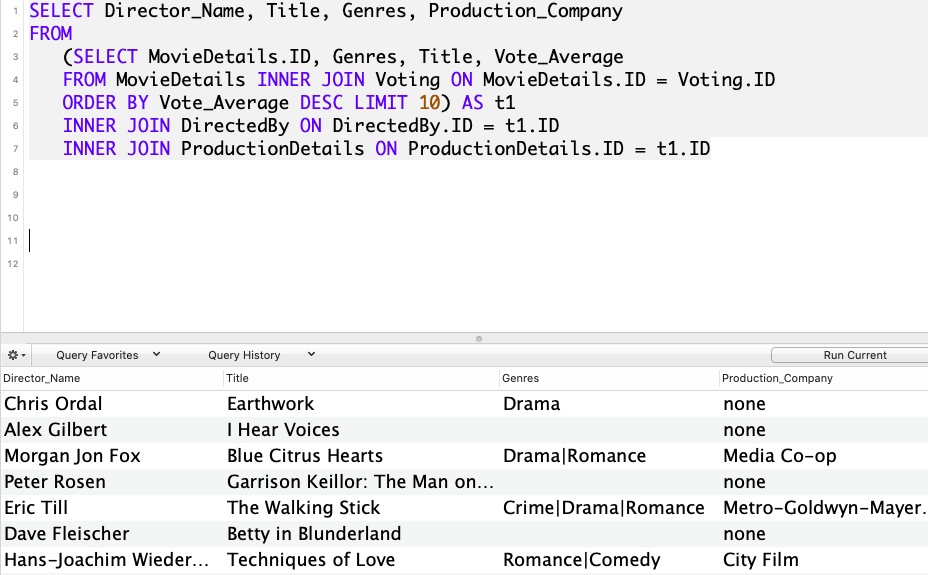 1 SELECT Director_Name, Title, Genres, Production_Company
2 FROM
3 (SELECT MovieDetails.ID, Genres, Title, Vote_Average
4 FROM MovieDetails INNER JOIN Voting ON MovieDetails.ID = Voting.ID
5 ORDER BY Vote_Average DESC LIMIT 10) AS t1
6 INNER JOIN DirectedBy ON DirectedBy.ID = t1.ID
7 INNER JOIN ProductionDetails ON ProductionDetails.ID = t1.ID
8
9
10
11
12
Query Favorites Query History Run Current
Director_Name Title Genres Production_Company
Chris Ordal Earthwork Drama none
Alex Gilbert I Hear Voices none
Morgan Jon Fox Blue Citrus Hearts Drama|Romance Media Co-op
Peter Rosen Garrison Keillor: The Man on... none
Eric Till The Walking Stick Crime|Drama|Romance Metro-Goldwyn-Mayer.
Dave Fleischer Betty in Blunderland none
Hans-Joachim Wieder... Techniques of Love Romance|Comedy City Film